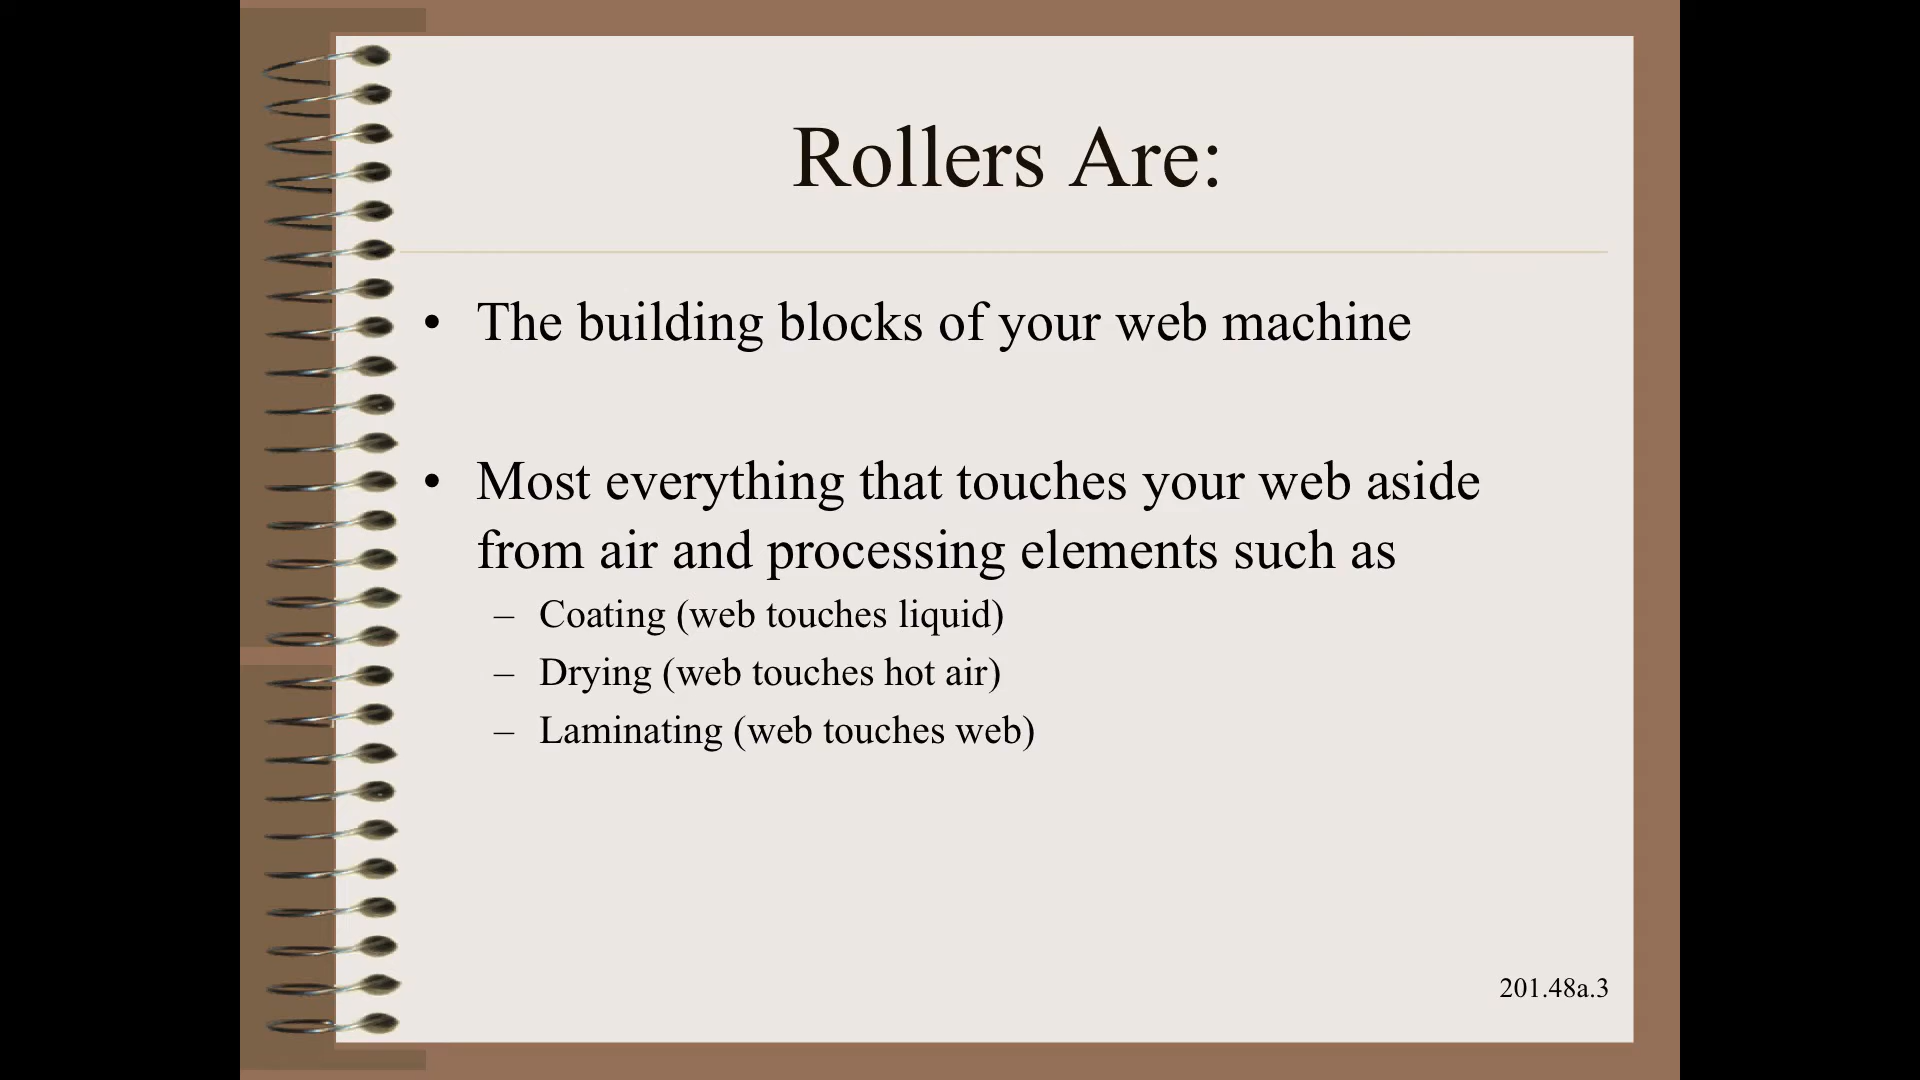 Rollers Are:
• The building blocks of your web machine
• Most everything that touches your web aside
from air and processing elements such as
– Coating (web touches liquid)
– Drying (web touches hot air)
– Laminating (web touches web)
201.48a.3